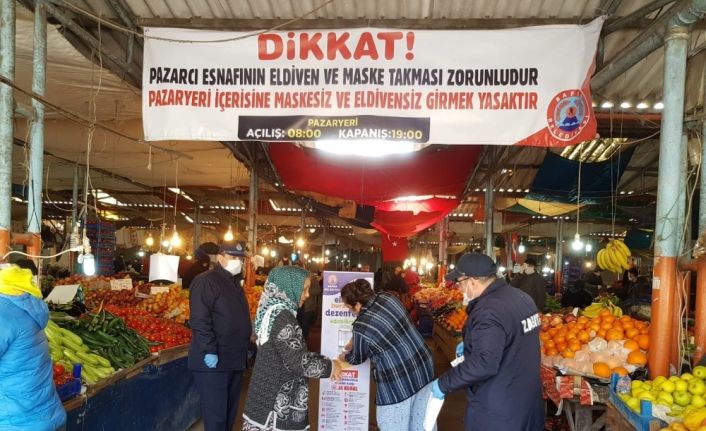 DİKKAT!
PAZARCI ESNAFININ ELDİVEN VE MASKE TAKMASI ZORUNLUDUR
PAZARYERİ İÇERİSİNE MASKESİZ VE ELDİVENSİZ GİRMEK YASAKTIR
PAZARYERİ
AÇILIŞ: 08:00 KAPANIŞ:19:00
dezenfektan
ZABITA